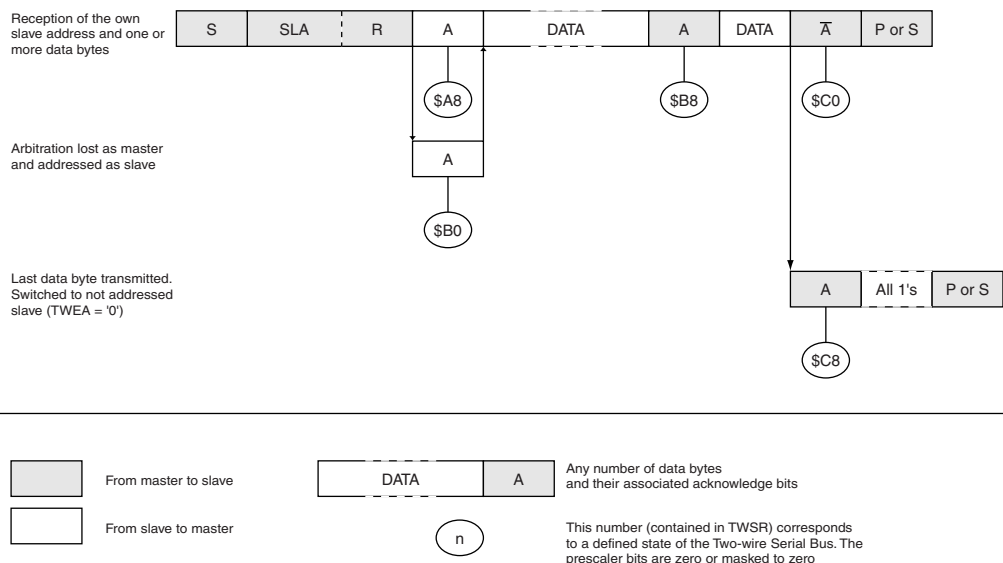 Reception of the own
slave address and one or
more data bytes
S SLA R A DATA A DATA A̅ P or S
$A8 $B8 $C0
Arbitration lost as master
and addressed as slave
A
$B0
Last data byte transmitted.
Switched to not addressed
slave (TWEA = '0')
A All 1's P or S
$C8
From master to slave
DATA A
Any number of data bytes
and their associated acknowledge bits
From slave to master
n
This number (contained in TWSR) corresponds
to a defined state of the Two-wire Serial Bus. The
prescaler bits are zero or masked to zero